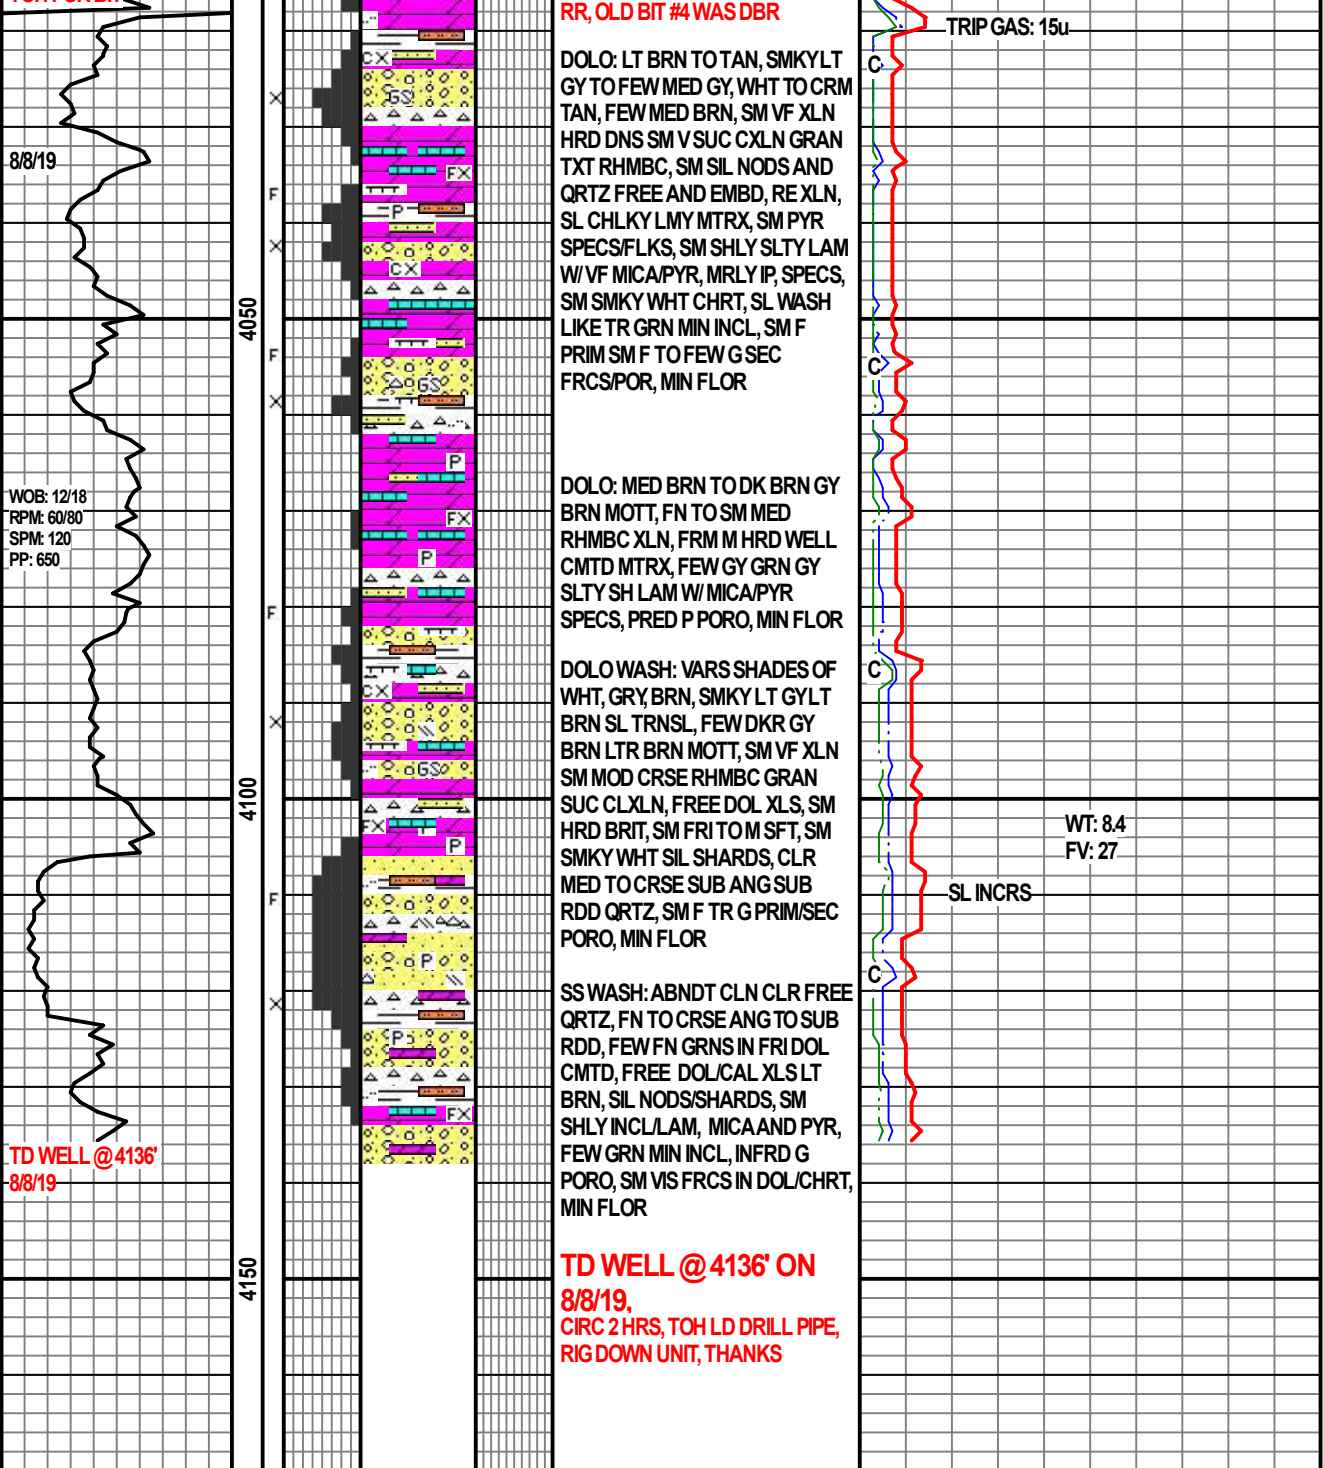 RR, OLD BIT #4 WAS DBR
TRIP GAS: 15u
DOLO: LT BRN TO TAN, SMKY LT
GY TO FEW MED GY, WHT TO CRM
TAN, FEW MED BRN, SM VF XLN
HRD DNS SM V SUC CXLN GRAN
TXT RHMBC, SM SIL NODS AND
QRTZ FREE AND EMBD, RE XLN,
SL CHLKY LMY MTRX, SM PYR
SPECS/FLKS, SM SHLY SLTY LAM
W/ VF MICA/PYR, MRLY IP, SPECS,
SM SMKY WHT CHRT, SL WASH
LIKE TR GRN MIN INCL, SM F
PRIM SM F TO FEW G SEC
FRCS/POR, MIN FLOR
8/8/19
4050
WOB: 12/18
RPM: 60/80
SPM: 120
PP: 650
DOLO: MED BRN TO DK BRN GY
BRN MOTT, FN TO SM MED
RHMBC XLN, FRM M HRD WELL
CMTD MTRX, FEW GY GRN GY
SLTY SH LAM W/ MICA/PYR
SPECS, PRED P PORO, MIN FLOR
DOLO WASH: VARS SHADES OF
WHT, GRY, BRN, SMKY LT GY LT
BRN SL TRNSL, FEW DKR GY
BRN LTR BRN MOTT, SM VF XLN
SM MOD CRSE RHMBC GRAN
SUC CLXLN, FREE DOL XLS, SM
HRD BRIT, SM FRI TO M SFT, SM
SMKY WHT SIL SHARDS, CLR
MED TO CRSE SUB ANG SUB
RDD QRTZ, SM F TR G PRIM/SEC
PORO, MIN FLOR
4100
WT: 8.4
FV: 27
SL INCRS
SS WASH: ABNDT CLN CLR FREE
QRTZ, FN TO CRSE ANG TO SUB
RDD, FEW FN GRNS IN FRI DOL
CMTD, FREE DOL/CAL XLS LT
BRN, SIL NODS/SHARDS, SM
SHLY INCL/LAM, MICA AND PYR,
FEW GRN MIN INCL, INFRD G
PORO, SM VIS FRCS IN DOL/CHRT,
MIN FLOR
TD WELL @ 4136'
8/8/19
4150
TD WELL @ 4136' ON
8/8/19,
CIRC 2 HRS, TOH LD DRILL PIPE,
RIG DOWN UNIT, THANKS
C
C
C
C
X
F
X
F
X
F
X
F
X
CX
GS
FX
P
CX
GS
P
FX
P
CX
GS
FX
P
P
P
FX